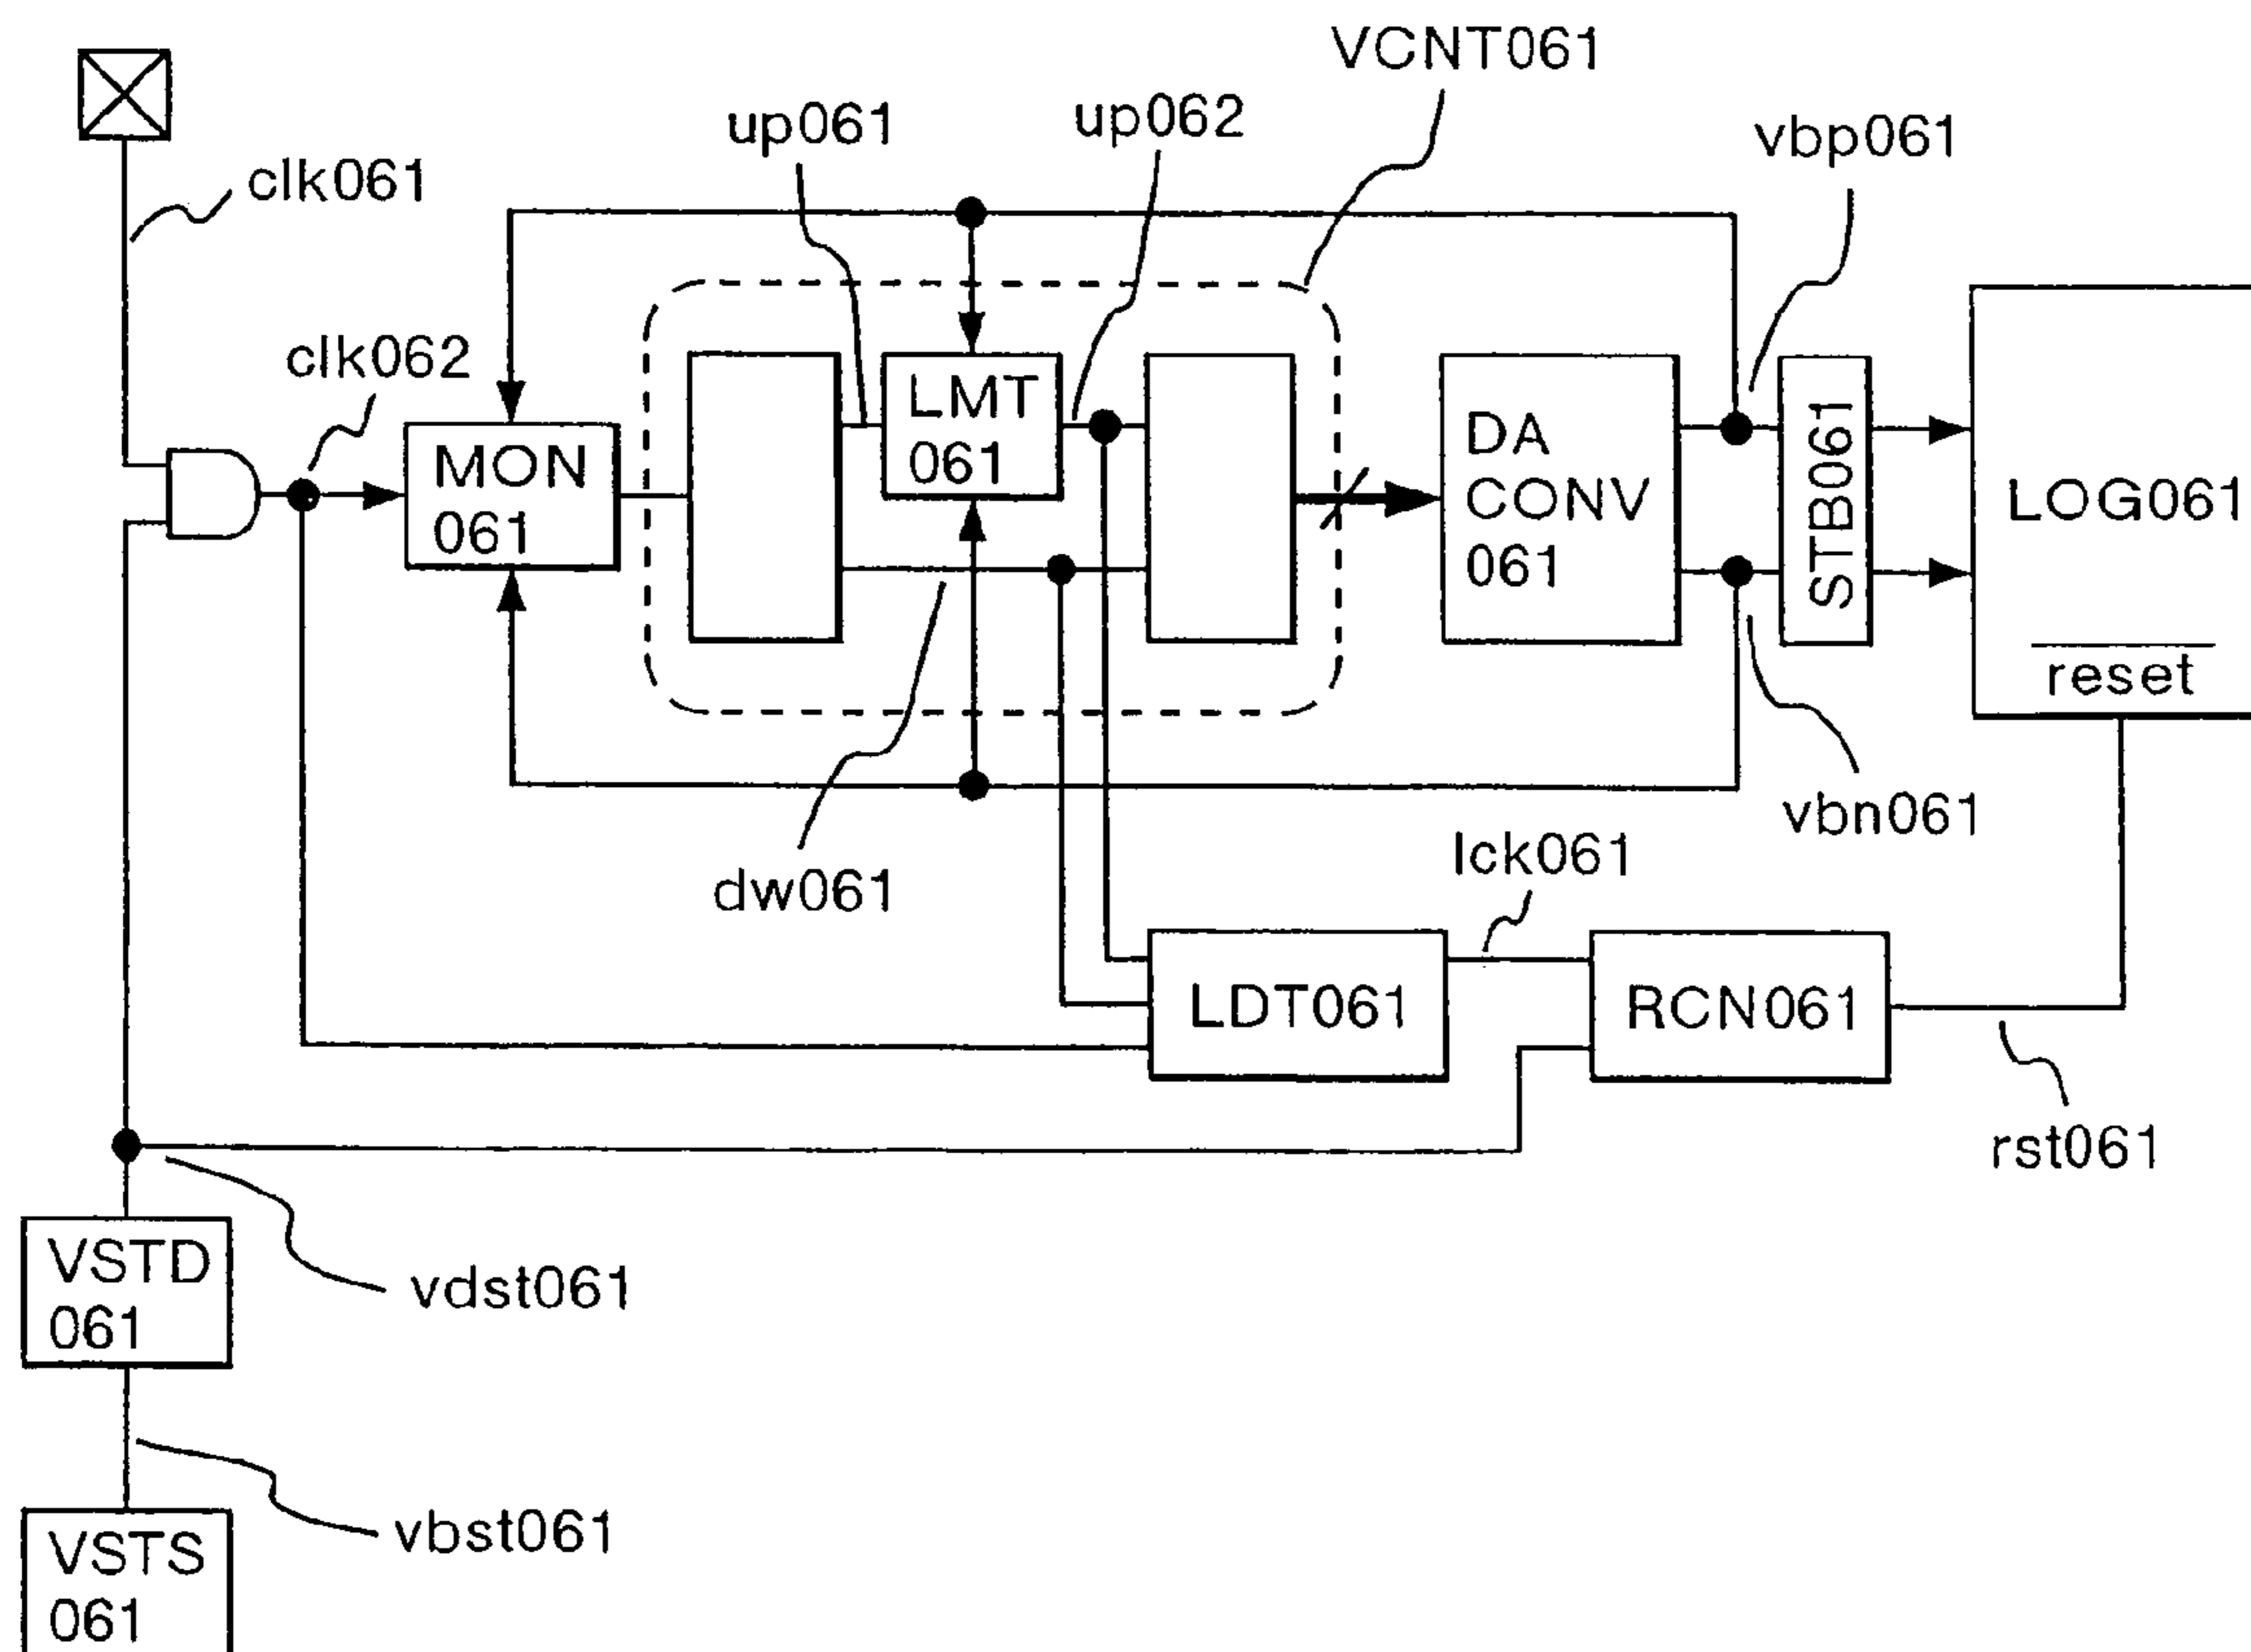 VCNT061
up061
up062
vbp061
clk061
clk062
LMT
061
MON
061
DA
CONV
061
STB061
LOG061
reset
dw061
vbn061
lck061
LDT061
RCN061
rst061
VSTD
061
vdst061
vbst061
VSTS
061